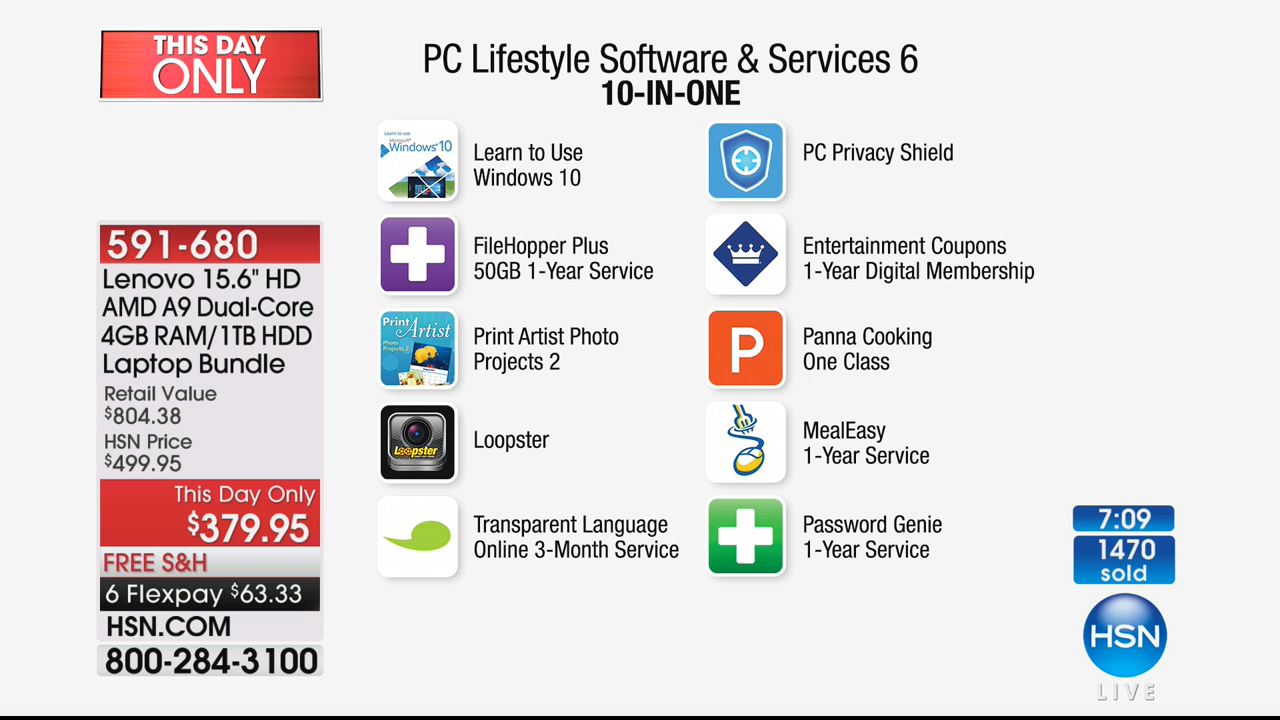 THIS DAY
ONLY
PC Lifestyle Software & Services 6
10-IN-ONE
Learn to use
Microsoft®
Windows 10
Learn to Use
Windows 10
PC Privacy Shield
FileHopper Plus
50GB 1-Year Service
Entertainment Coupons
1-Year Digital Membership
Print
Artist
Photo
Projects 2
Print Artist Photo
Projects 2
P
Panna Cooking
One Class
Loopster
Loopster
MealEasy
1-Year Service
Transparent Language
Online 3-Month Service
Password Genie
1-Year Service
591-680
Lenovo 15.6" HD
AMD A9 Dual-Core
4GB RAM/1TB HDD
Laptop Bundle
Retail Value
$804.38
HSN Price
$499.95
This Day Only
$379.95
FREE S&H
6 Flexpay $63.33
HSN.COM
800-284-3100
7:09
1470
sold
HSN
LIVE